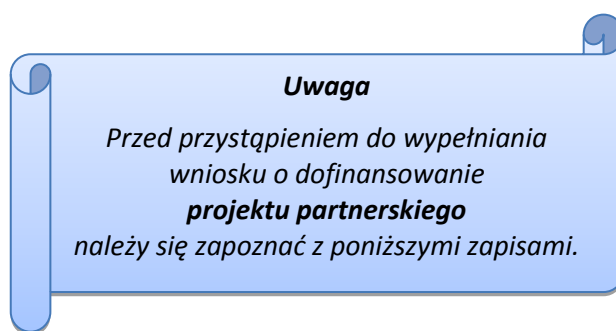 Uwaga
Przed przystąpieniem do wypełniania
wniosku o dofinansowanie
projektu partnerskiego
należy się zapoznać z poniższymi zapisami.